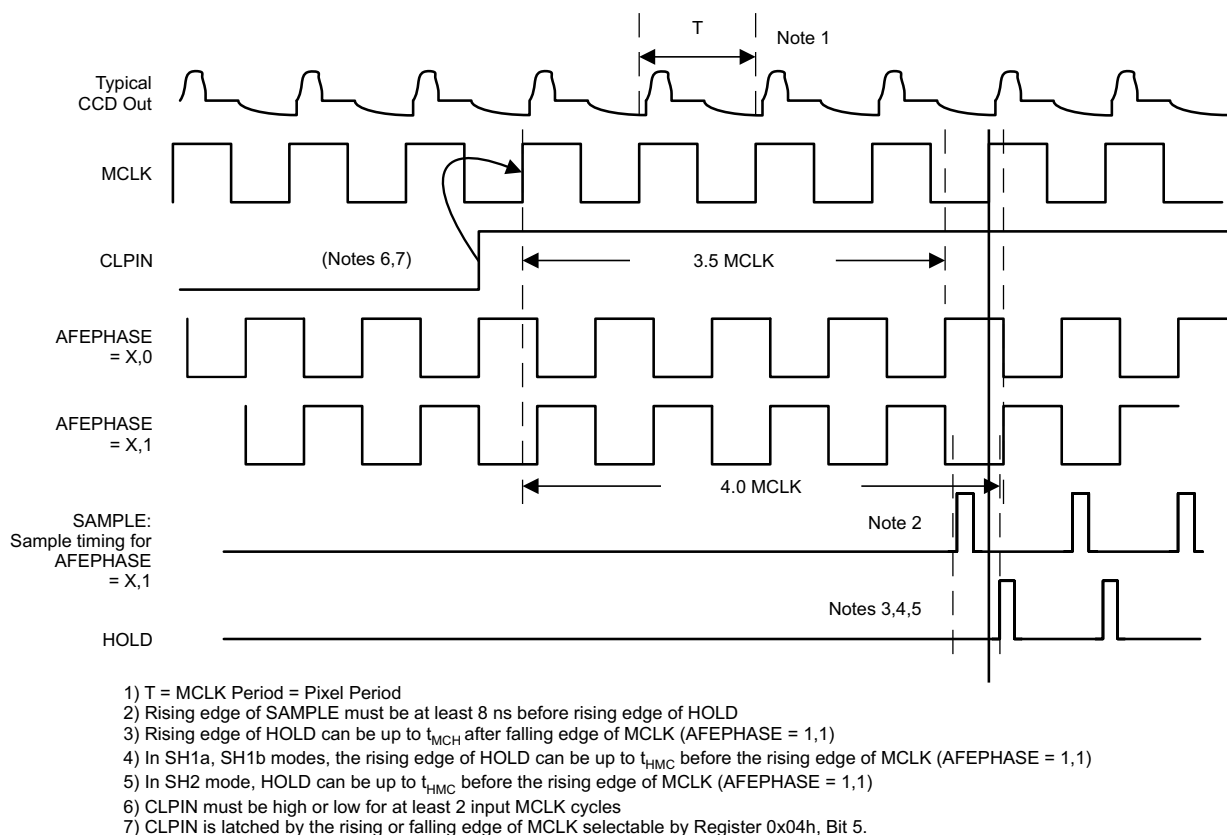 T
Note 1
Typical
CCD Out
MCLK
CLPIN
(Notes 6,7)
3.5 MCLK
AFEPHASE
= X,0
AFEPHASE
= X,1
4.0 MCLK
SAMPLE:
Sample timing for
AFEPHASE
= X,1
Note 2
Notes 3,4,5
HOLD
1) T = MCLK Period = Pixel Period
2) Rising edge of SAMPLE must be at least 8 ns before rising edge of HOLD
3) Rising edge of HOLD can be up to tMCH after falling edge of MCLK (AFEPHASE = 1,1)
4) In SH1a, SH1b modes, the rising edge of HOLD can be up to tHMC before the rising edge of MCLK (AFEPHASE = 1,1)
5) In SH2 mode, HOLD can be up to tHMC before the rising edge of MCLK (AFEPHASE = 1,1)
6) CLPIN must be high or low for at least 2 input MCLK cycles
7) CLPIN is latched by the rising or falling edge of MCLK selectable by Register 0x04h, Bit 5.